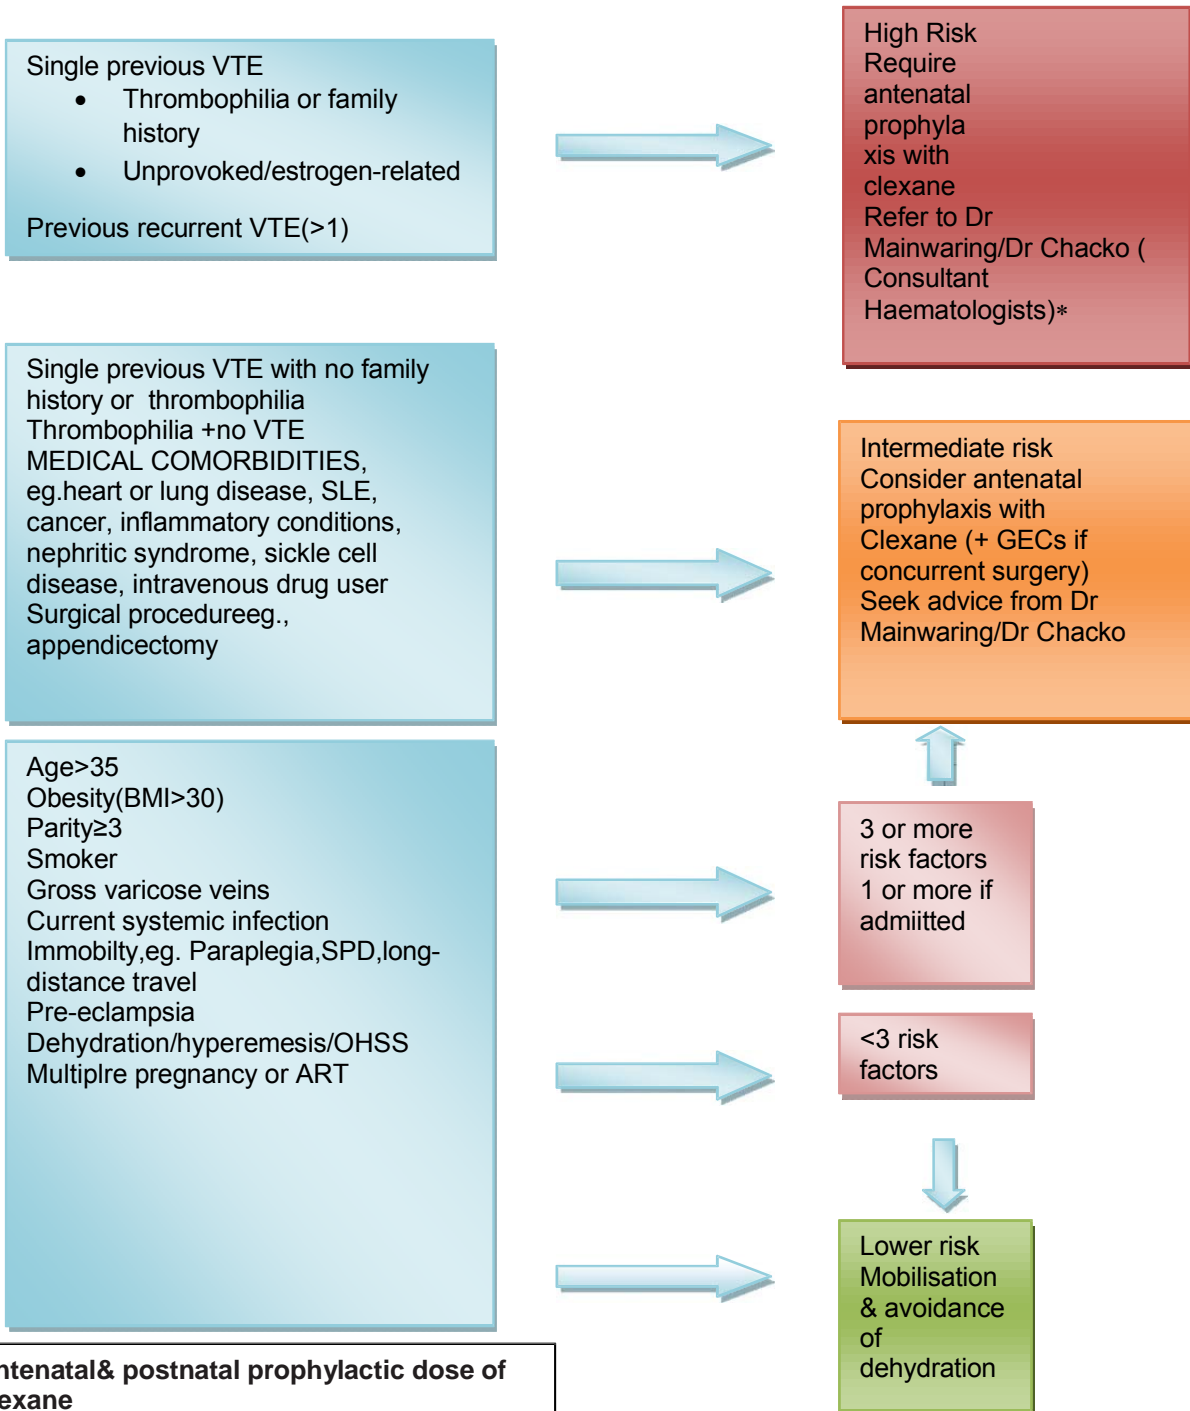 Single previous VTE
• Thrombophilia or family
history
• Unprovoked/estrogen-related
Previous recurrent VTE(>1)
High Risk
Require
antenatal
prophyla
xis with
clexane
Refer to Dr
Mainwaring/Dr Chacko (
Consultant
Haematologists)*
Single previous VTE with no family
history or thrombophilia
Thrombophilia +no VTE
MEDICAL COMORBIDITIES,
eg.heart or lung disease, SLE,
cancer, inflammatory conditions,
nephritic syndrome, sickle cell
disease, intravenous drug user
Surgical procedureeg.,
appendicectomy
Intermediate risk
Consider antenatal
prophylaxis with
Clexane (+ GECs if
concurrent surgery)
Seek advice from Dr
Mainwaring/Dr Chacko
Age>35
Obesity(BMI>30)
Parity≥3
Smoker
Gross varicose veins
Current systemic infection
Immobilty,eg. Paraplegia,SPD,long-
distance travel
Pre-eclampsia
Dehydration/hyperemesis/OHSS
Multiplre pregnancy or ART
3 or more
risk factors
1 or more if
admiitted
<3 risk
factors
Lower risk
Mobilisation
& avoidance
of
dehydration
ntenatal& postnatal prophylactic dose of
exane